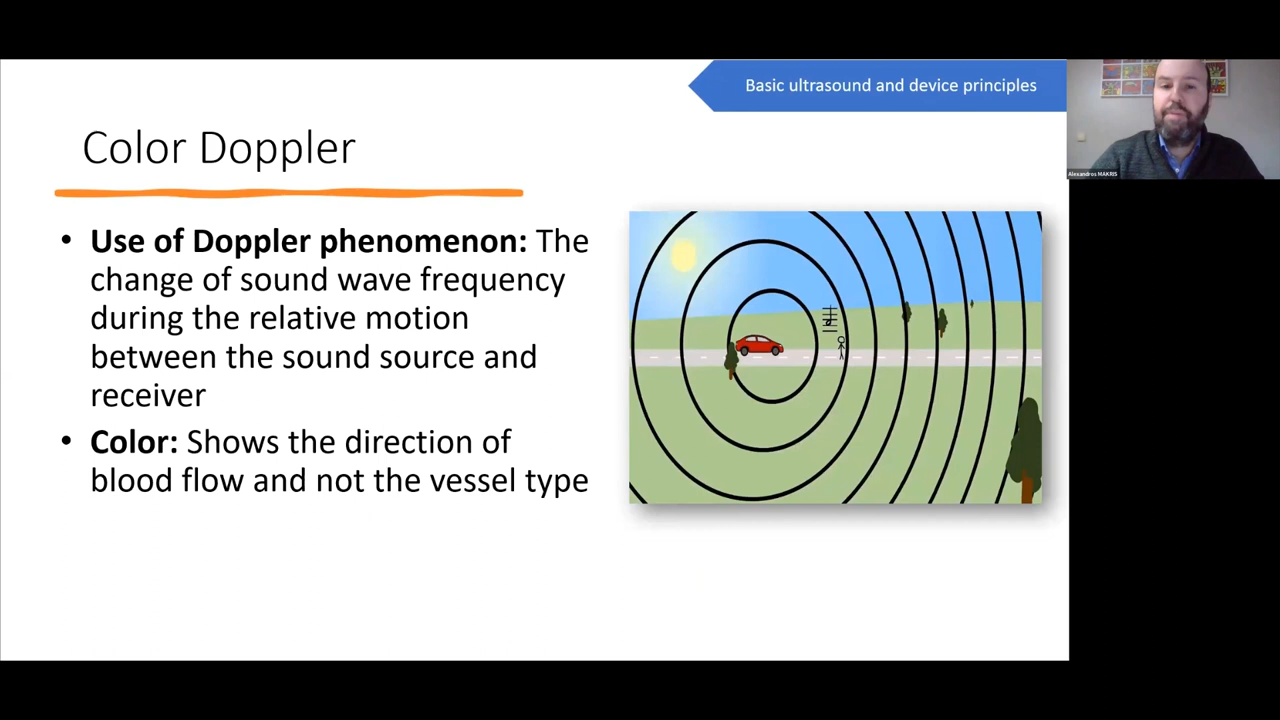 Basic ultrasound and device principles
Color Doppler
• Use of Doppler phenomenon: The
change of sound wave frequency
during the relative motion
between the sound source and
receiver
• Color: Shows the direction of
blood flow and not the vessel type
Alexandros MAKRIS